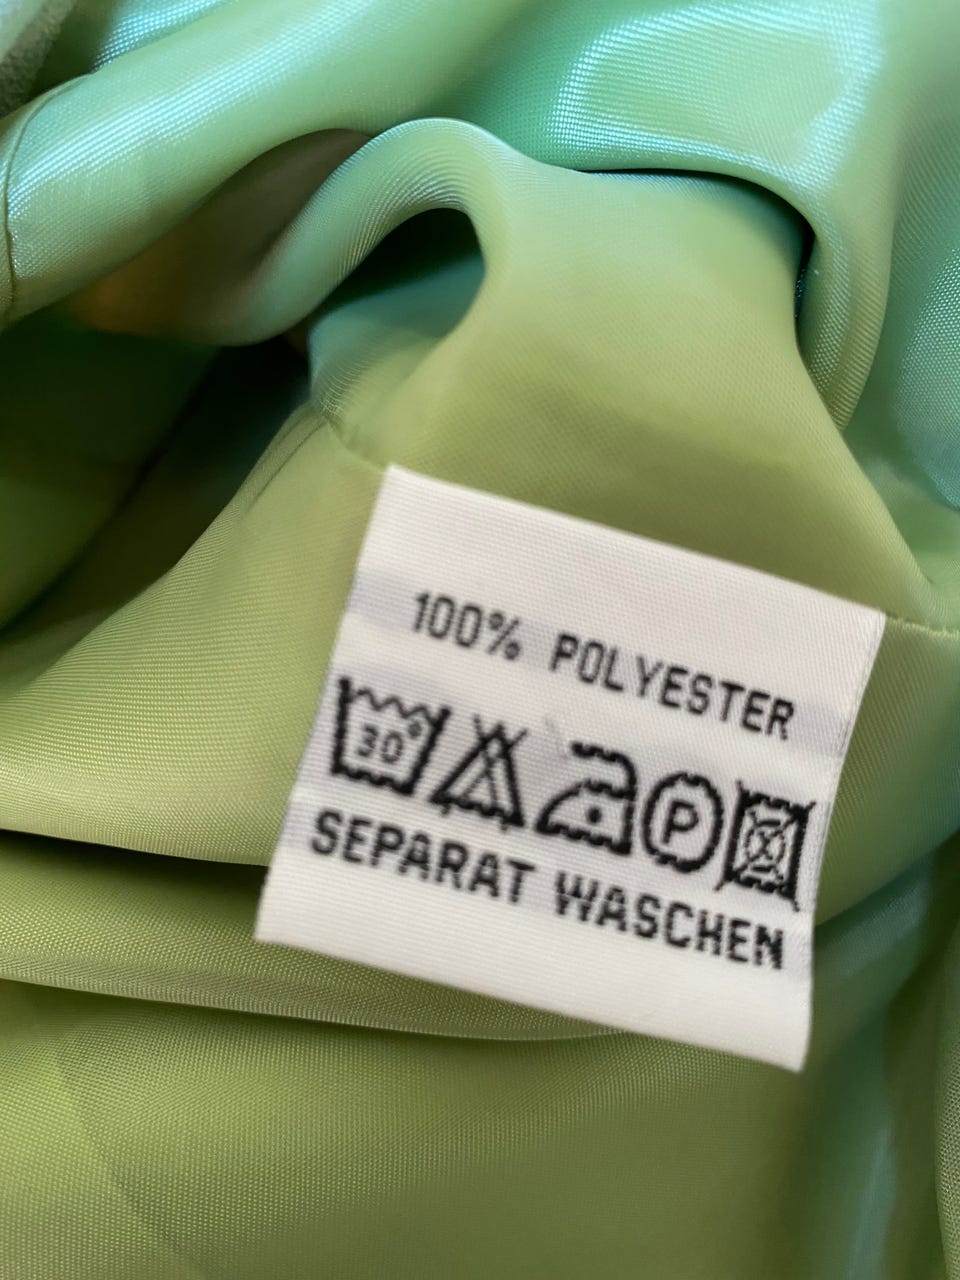 100% POLYESTER
30° P
SEPARAT WASCHEN